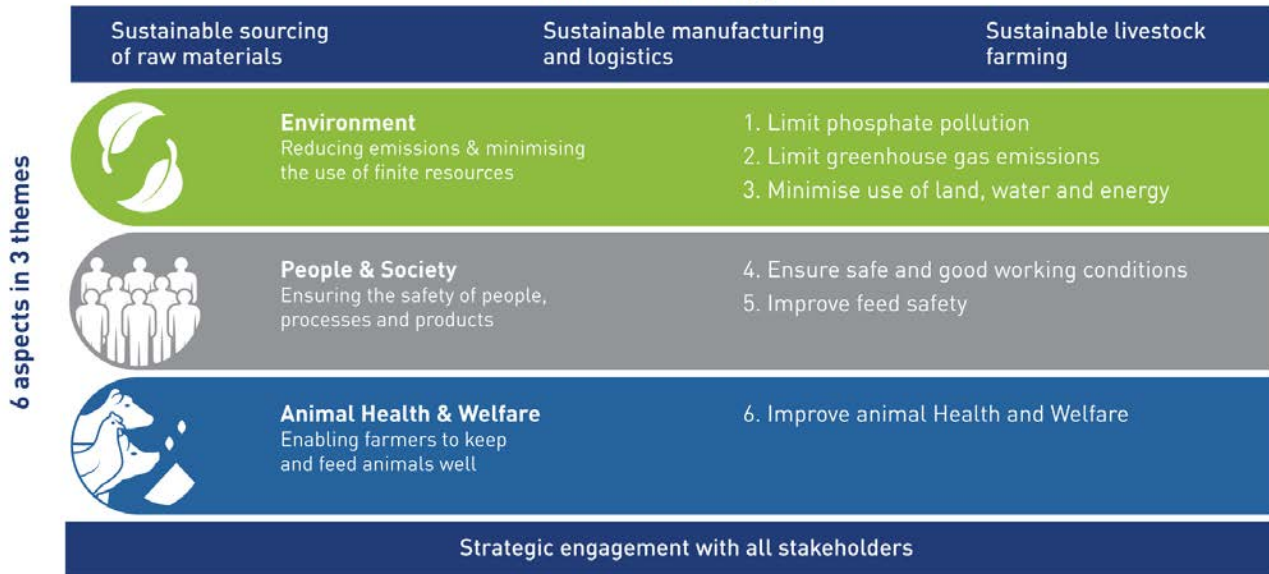 Sustainable sourcing
of raw materials
Sustainable manufacturing
and logistics
Sustainable livestock
farming
6 aspects in 3 themes
Environment
Reducing emissions & minimising
the use of finite resources
1. Limit phosphate pollution
2. Limit greenhouse gas emissions
3. Minimise use of land, water and energy
People & Society
Ensuring the safety of people,
processes and products
4. Ensure safe and good working conditions
5. Improve feed safety
Animal Health & Welfare
Enabling farmers to keep
and feed animals well
6. Improve animal Health and Welfare
Strategic engagement with all stakeholders